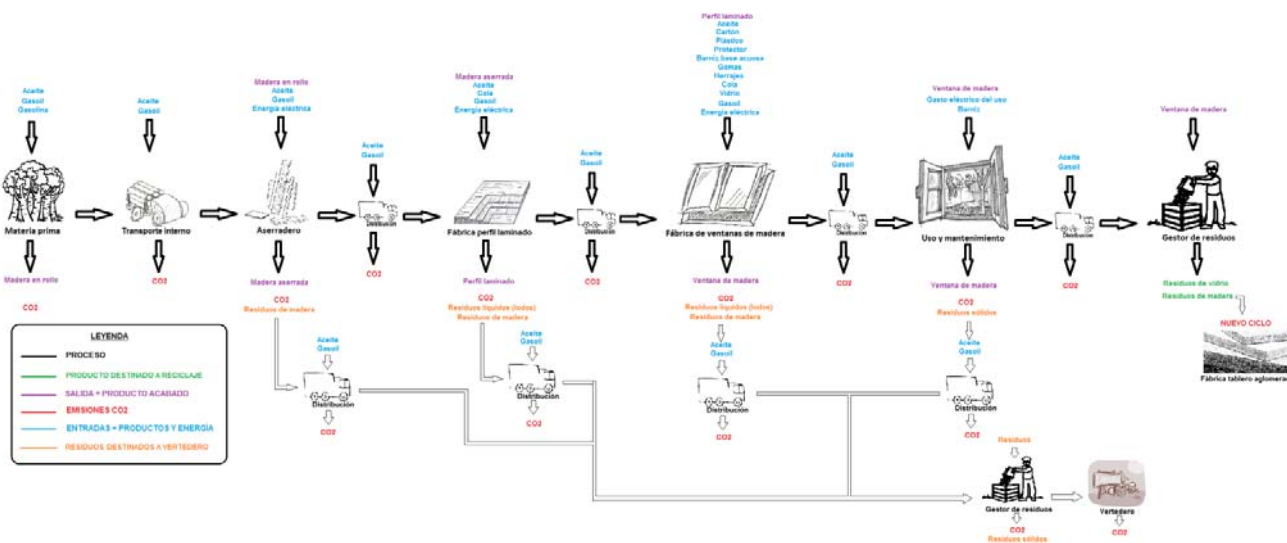 Aceite
Gasoil
Gasolina
Materia prima
Madera en rollo
CO2
Aceite
Gasoil
Transporte interno
CO2
Madera en rollo
Aceite
Gasoil
Energía eléctrica
Aserradero
Madera aserrada
CO2
Residuos de madera
Aceite
Gasoil
Distribución
CO2
Madera aserrada
Aceite
Cola
Gasoil
Energía eléctrica
Fábrica perfil laminado
Perfil laminado
CO2
Residuos líquidos (lodos)
Residuos de madera
Aceite
Gasoil
Distribución
CO2
Perfil laminado
Aceite
Cartón
Plástico
Protector
Barniz base acuosa
Gomas
Herrajes
Cola
Vidrio
Gasoil
Energía eléctrica
Fábrica de ventanas de madera
Ventana de madera
CO2
Residuos líquidos (lodos)
Residuos de madera
Aceite
Gasoil
Distribución
CO2
Ventana de madera
Gasto eléctrico del uso
Barniz
Uso y mantenimiento
Ventana de madera
CO2
Residuos sólidos
Aceite
Gasoil
Distribución
CO2
Ventana de madera
Gestor de residuos
Residuos de vidrio
Residuos de madera
NUEVO CICLO
Fábrica tablero aglomerado
Aceite
Gasoil
Distribución
CO2
Aceite
Gasoil
Distribución
CO2
Aceite
Gasoil
Distribución
CO2
Aceite
Gasoil
Distribución
CO2
Residuos
Gestor de residuos
CO2
Residuos sólidos
Vertedero
CO2
LEYENDA
PROCESO
PRODUCTO DESTINADO A RECICLAJE
SALIDA = PRODUCTO ACABADO
EMISIONES CO2
ENTRADAS = PRODUCTOS Y ENERGÍA
RESIDUOS DESTINADOS A VERTEDERO